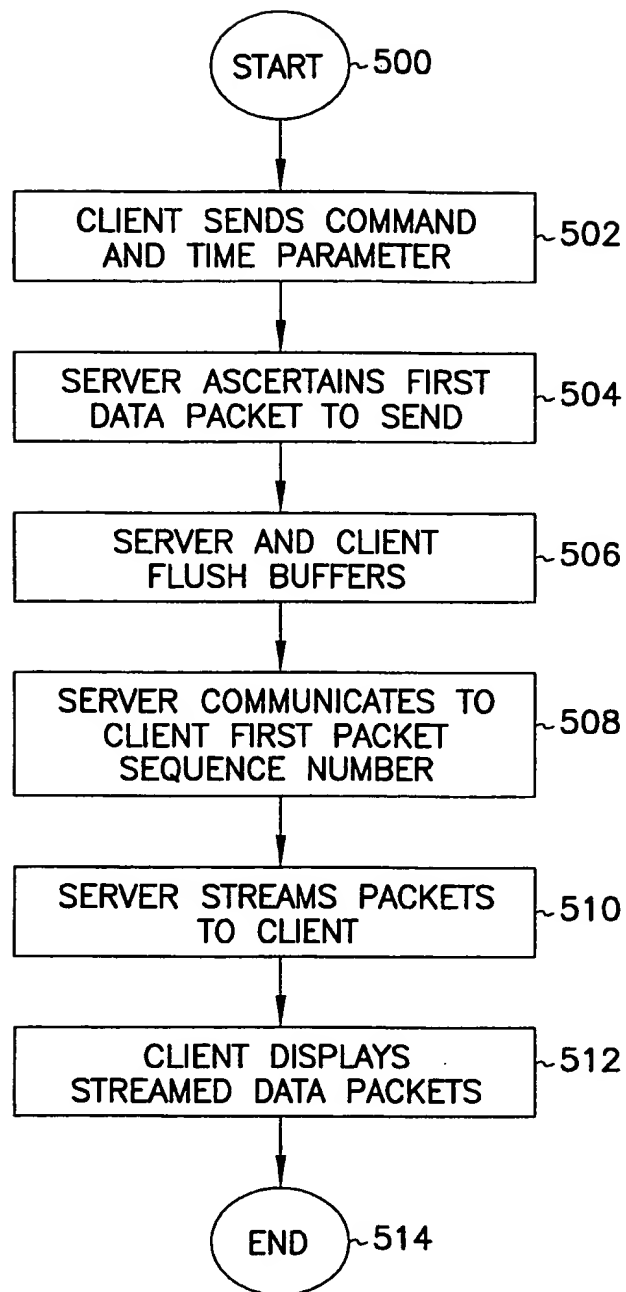 START 500
CLIENT SENDS COMMAND
AND TIME PARAMETER 502
SERVER ASCERTAINS FIRST
DATA PACKET TO SEND 504
SERVER AND CLIENT
FLUSH BUFFERS 506
SERVER COMMUNICATES TO
CLIENT FIRST PACKET 508
SEQUENCE NUMBER
SERVER STREAMS PACKETS
TO CLIENT 510
CLIENT DISPLAYS
STREAMED DATA PACKETS 512
END 514